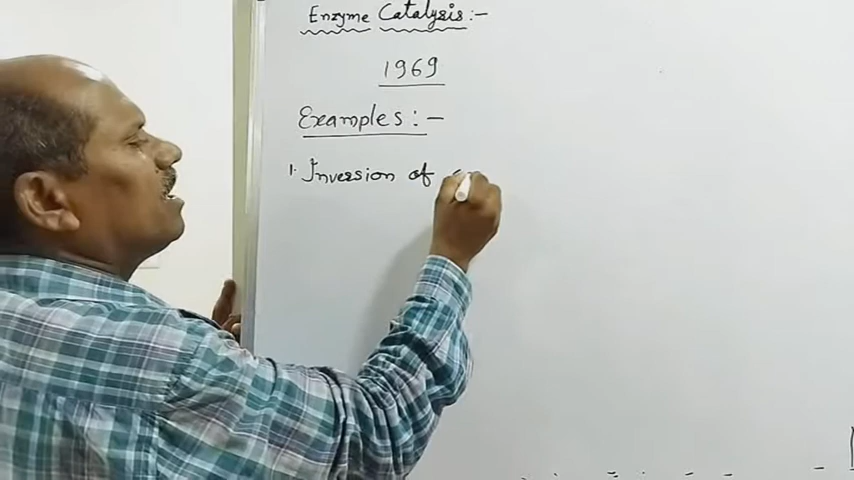 Enzyme Catalysis :-
1969
Examples :-
1. Inversion of